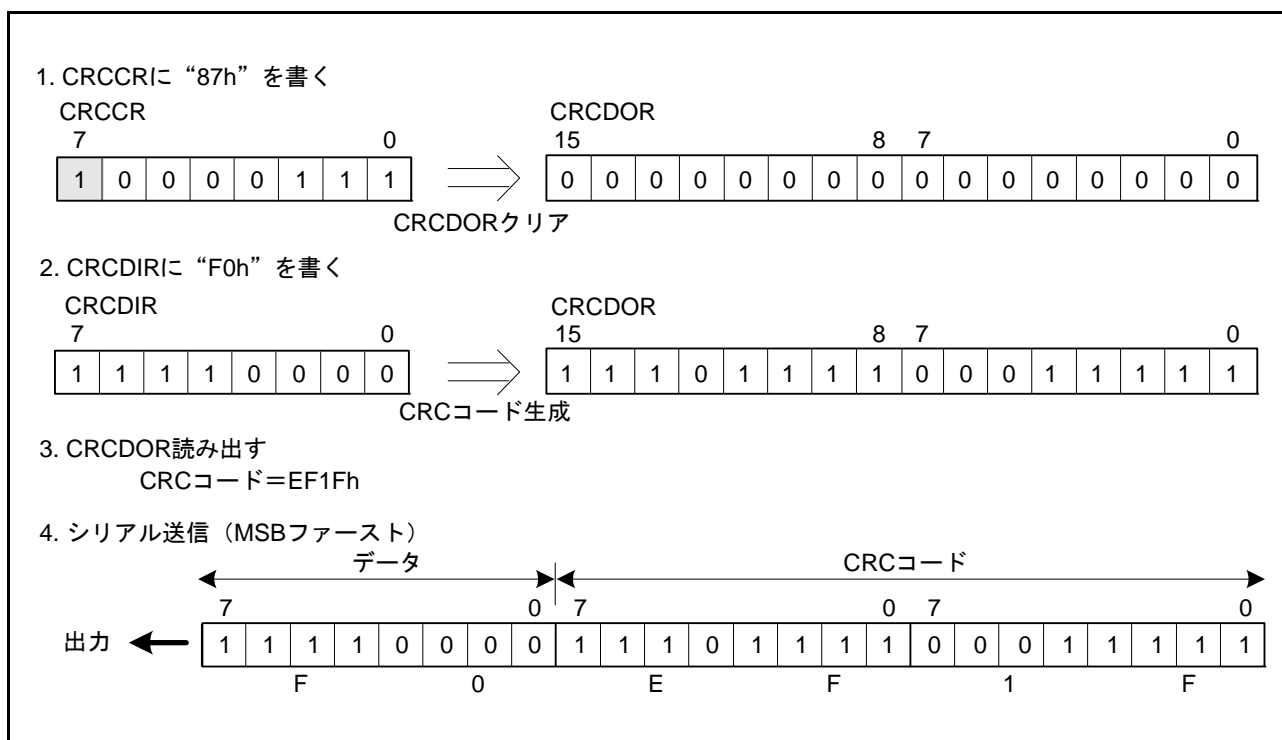 1. CRCCRに“87h”を書く
CRCCR CRCDOR
7 0 15 8 7 0
1 0 0 0 0 1 1 1 0 0 0 0 0 0 0 0 0 0 0 0 0 0 0 0
CRCDORクリア
2. CRCDIRに“F0h”を書く
CRCDIR CRCDOR
7 0 15 8 7 0
1 1 1 1 0 0 0 0 1 1 1 0 1 1 1 1 0 0 0 1 1 1 1 1
CRCコード生成
3. CRCDOR読み出す
CRCコード＝EF1Fh
4. シリアル送信（MSBファースト）
データ CRCコード
7 0 7 0 7 0
出力 1 1 1 1 0 0 0 0 1 1 1 0 1 1 1 1 0 0 0 1 1 1 1 1
F 0 E F 1 F